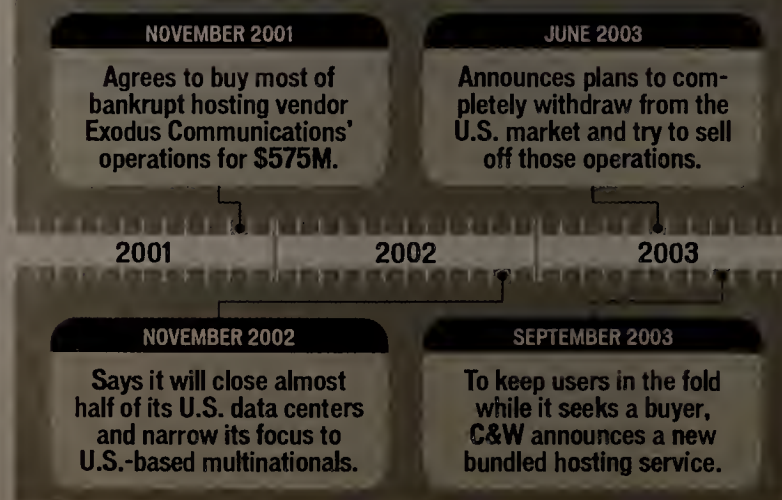 NOVEMBER 2001
Agrees to buy most of
bankrupt hosting vendor
Exodus Communications'
operations for $575M.
JUNE 2003
Announces plans to com-
pletely withdraw from the
U.S. market and try to sell
off those operations.
2001 2002 2003
NOVEMBER 2002
Says it will close almost
half of its U.S. data centers
and narrow its focus to
U.S.-based multinationals.
SEPTEMBER 2003
To keep users in the fold
while it seeks a buyer,
C&W announces a new
bundled hosting service.